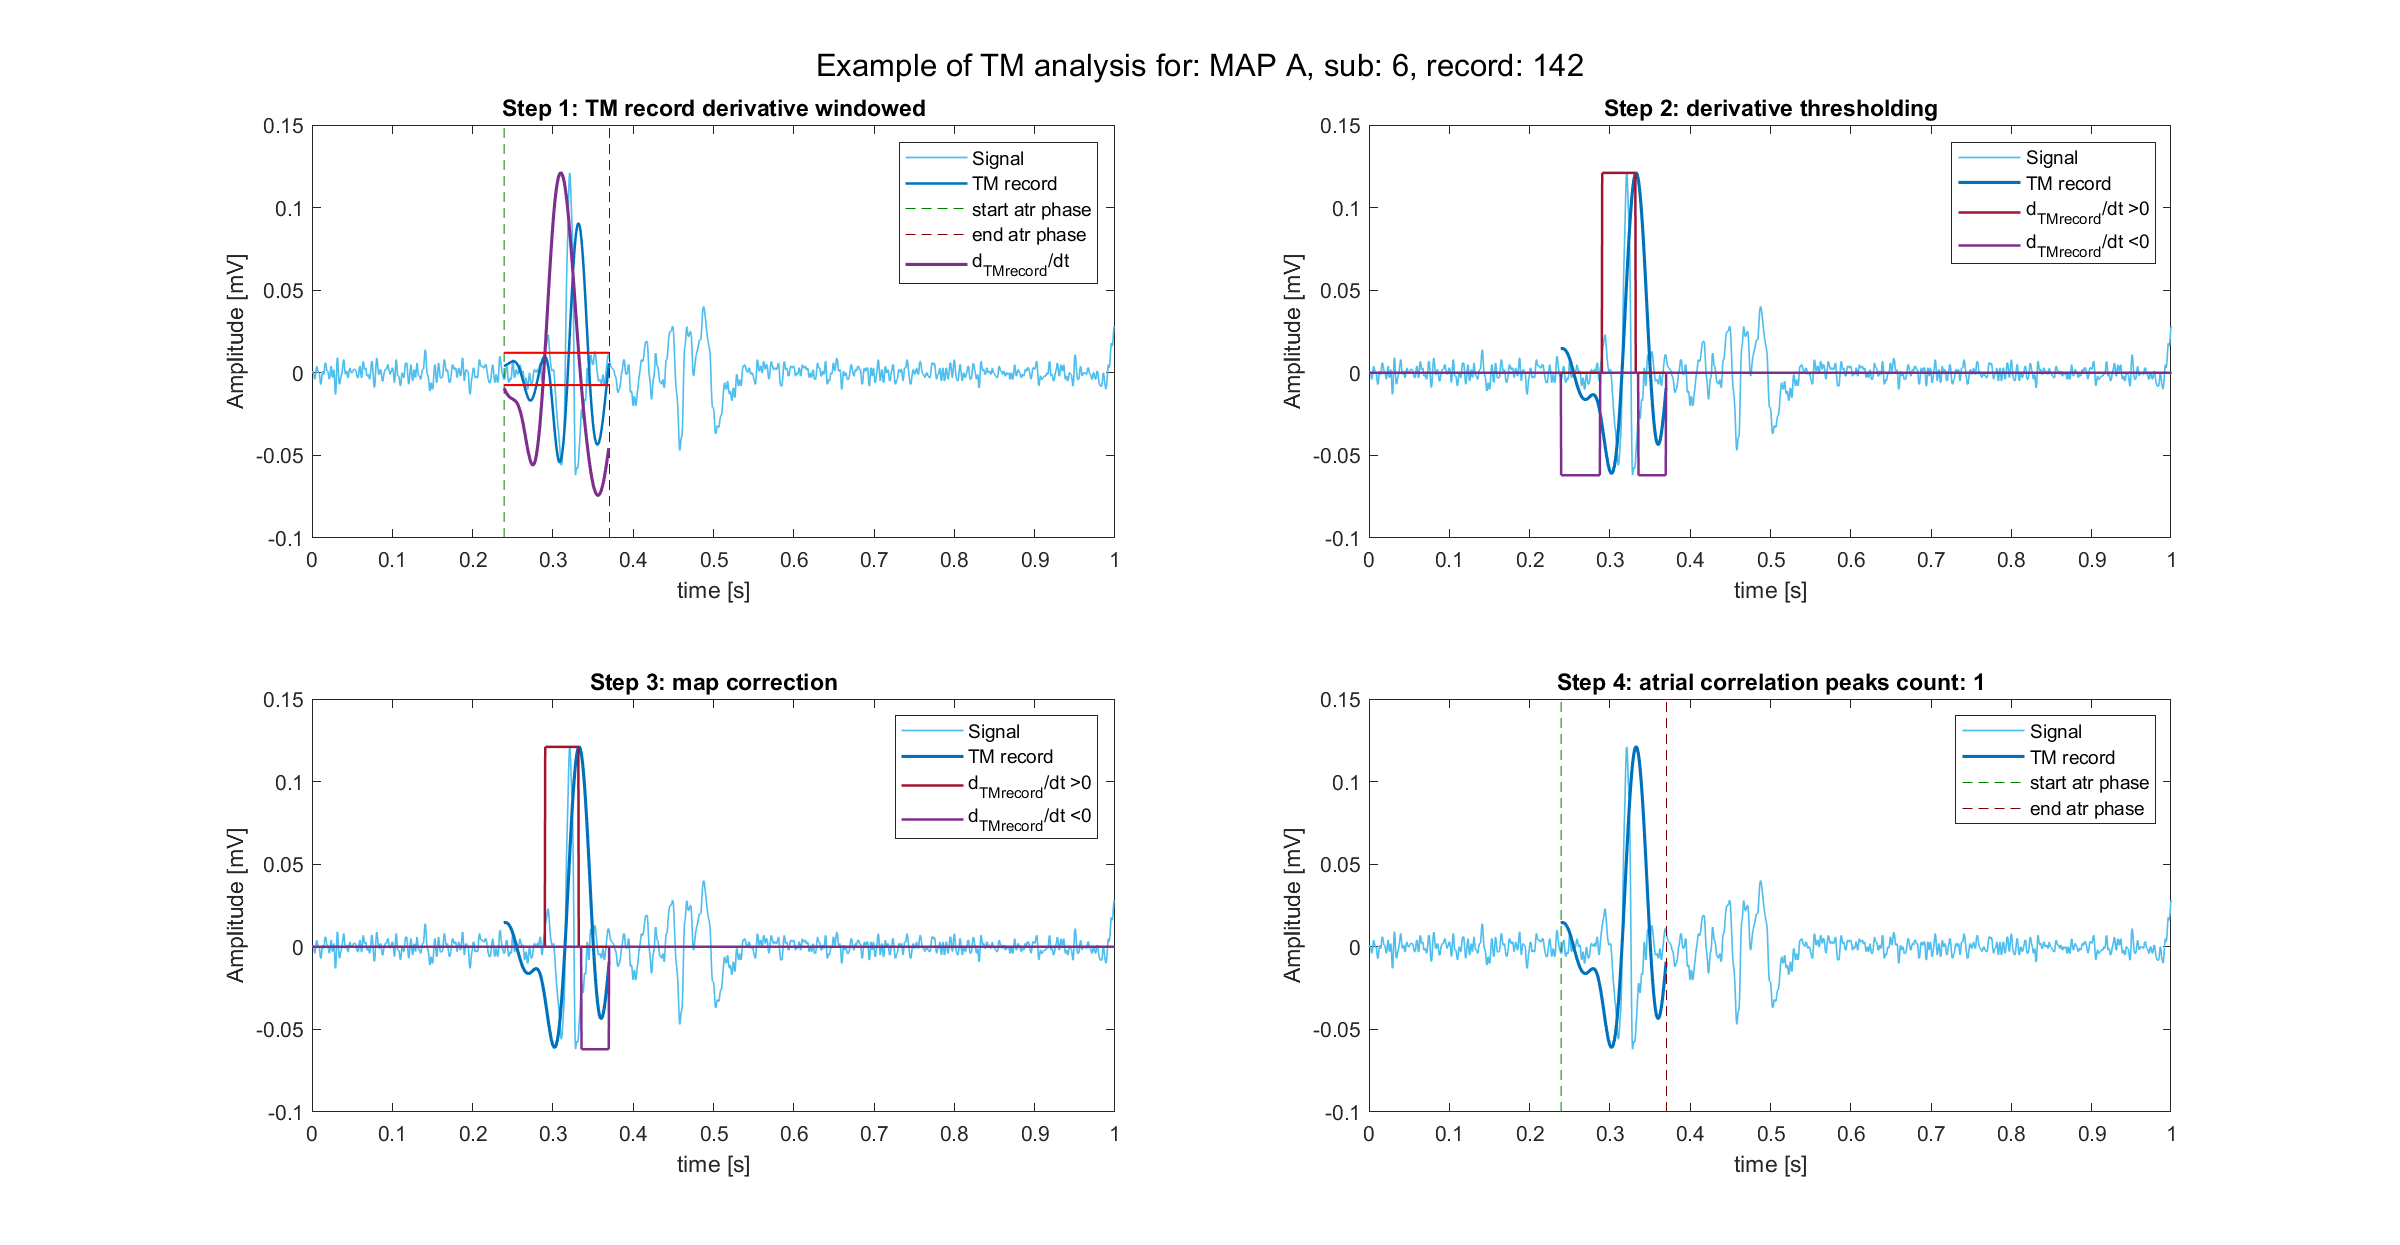 Example of TM analysis for: MAP A, sub: 6, record: 142
Step 1: TM record derivative windowed
0.15
0.1
0.05
0
-0.05
-0.1
Amplitude [mV]
0 0.1 0.2 0.3 0.4 0.5 0.6 0.7 0.8 0.9 1
time [s]
Signal
TM record
start atr phase
end atr phase
dTMrecord/dt
Step 2: derivative thresholding
0.15
0.1
0.05
0
-0.05
-0.1
Amplitude [mV]
0 0.1 0.2 0.3 0.4 0.5 0.6 0.7 0.8 0.9 1
time [s]
Signal
TM record
dTMrecord/dt >0
dTMrecord/dt <0
Step 3: map correction
0.15
0.1
0.05
0
-0.05
-0.1
Amplitude [mV]
0 0.1 0.2 0.3 0.4 0.5 0.6 0.7 0.8 0.9 1
time [s]
Signal
TM record
dTMrecord/dt >0
dTMrecord/dt <0
Step 4: atrial correlation peaks count: 1
0.15
0.1
0.05
0
-0.05
-0.1
Amplitude [mV]
0 0.1 0.2 0.3 0.4 0.5 0.6 0.7 0.8 0.9 1
time [s]
Signal
TM record
start atr phase
end atr phase